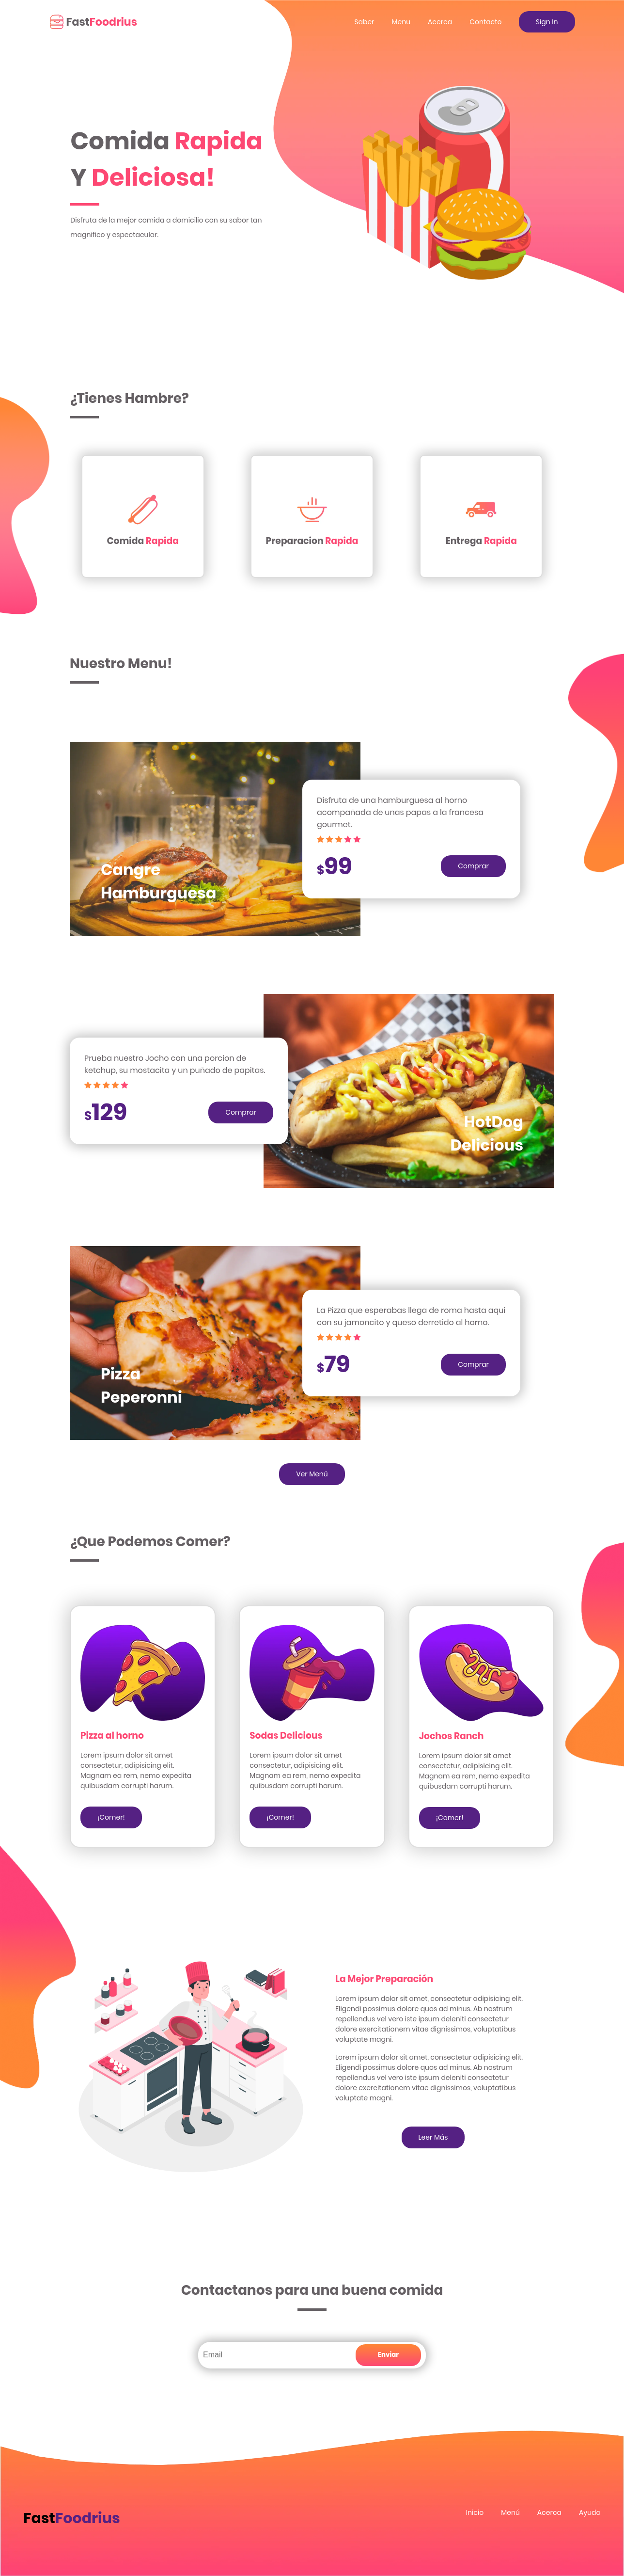 FastFoodrius
Saber Menu Acerca Contacto Sign In
Comida Rapida
Y Deliciosa!
Disfruta de la mejor comida a domicilio con su sabor tan
magnifico y espectacular.
¿Tienes Hambre?
Comida Rapida
Preparacion Rapida
Entrega Rapida
Nuestro Menu!
Cangre
Hamburguesa
Disfruta de una hamburguesa al horno
acompañada de unas papas a la francesa
gourmet.
$99
Comprar
Prueba nuestro Jocho con una porcion de
ketchup, su mostacita y un puñado de papitas.
$129
Comprar
HotDog
Delicious
Pizza
Peperonni
La Pizza que esperabas llega de roma hasta aqui
con su jamoncito y queso derretido al horno.
$79
Comprar
Ver Menú
¿Que Podemos Comer?
Pizza al horno
Lorem ipsum dolor sit amet
consectetur, adipisicing elit.
Magnam ea rem, nemo expedita
quibusdam corrupti harum.
¡Comer!
Sodas Delicious
Lorem ipsum dolor sit amet
consectetur, adipisicing elit.
Magnam ea rem, nemo expedita
quibusdam corrupti harum.
¡Comer!
Jochos Ranch
Lorem ipsum dolor sit amet
consectetur, adipisicing elit.
Magnam ea rem, nemo expedita
quibusdam corrupti harum.
¡Comer!
La Mejor Preparación
Lorem ipsum dolor sit amet, consectetur adipisicing elit.
Eligendi possimus dolore quos ad minus. Ab nostrum
repellendus vel vero iste ipsum deleniti consectetur
dolore exercitationem vitae dignissimos, voluptatibus
voluptate magni.
Lorem ipsum dolor sit amet, consectetur adipisicing elit.
Eligendi possimus dolore quos ad minus. Ab nostrum
repellendus vel vero iste ipsum deleniti consectetur
dolore exercitationem vitae dignissimos, voluptatibus
voluptate magni.
Leer Más
Contactanos para una buena comida
Email
Enviar
FastFoodrius
Inicio Menú Acerca Ayuda